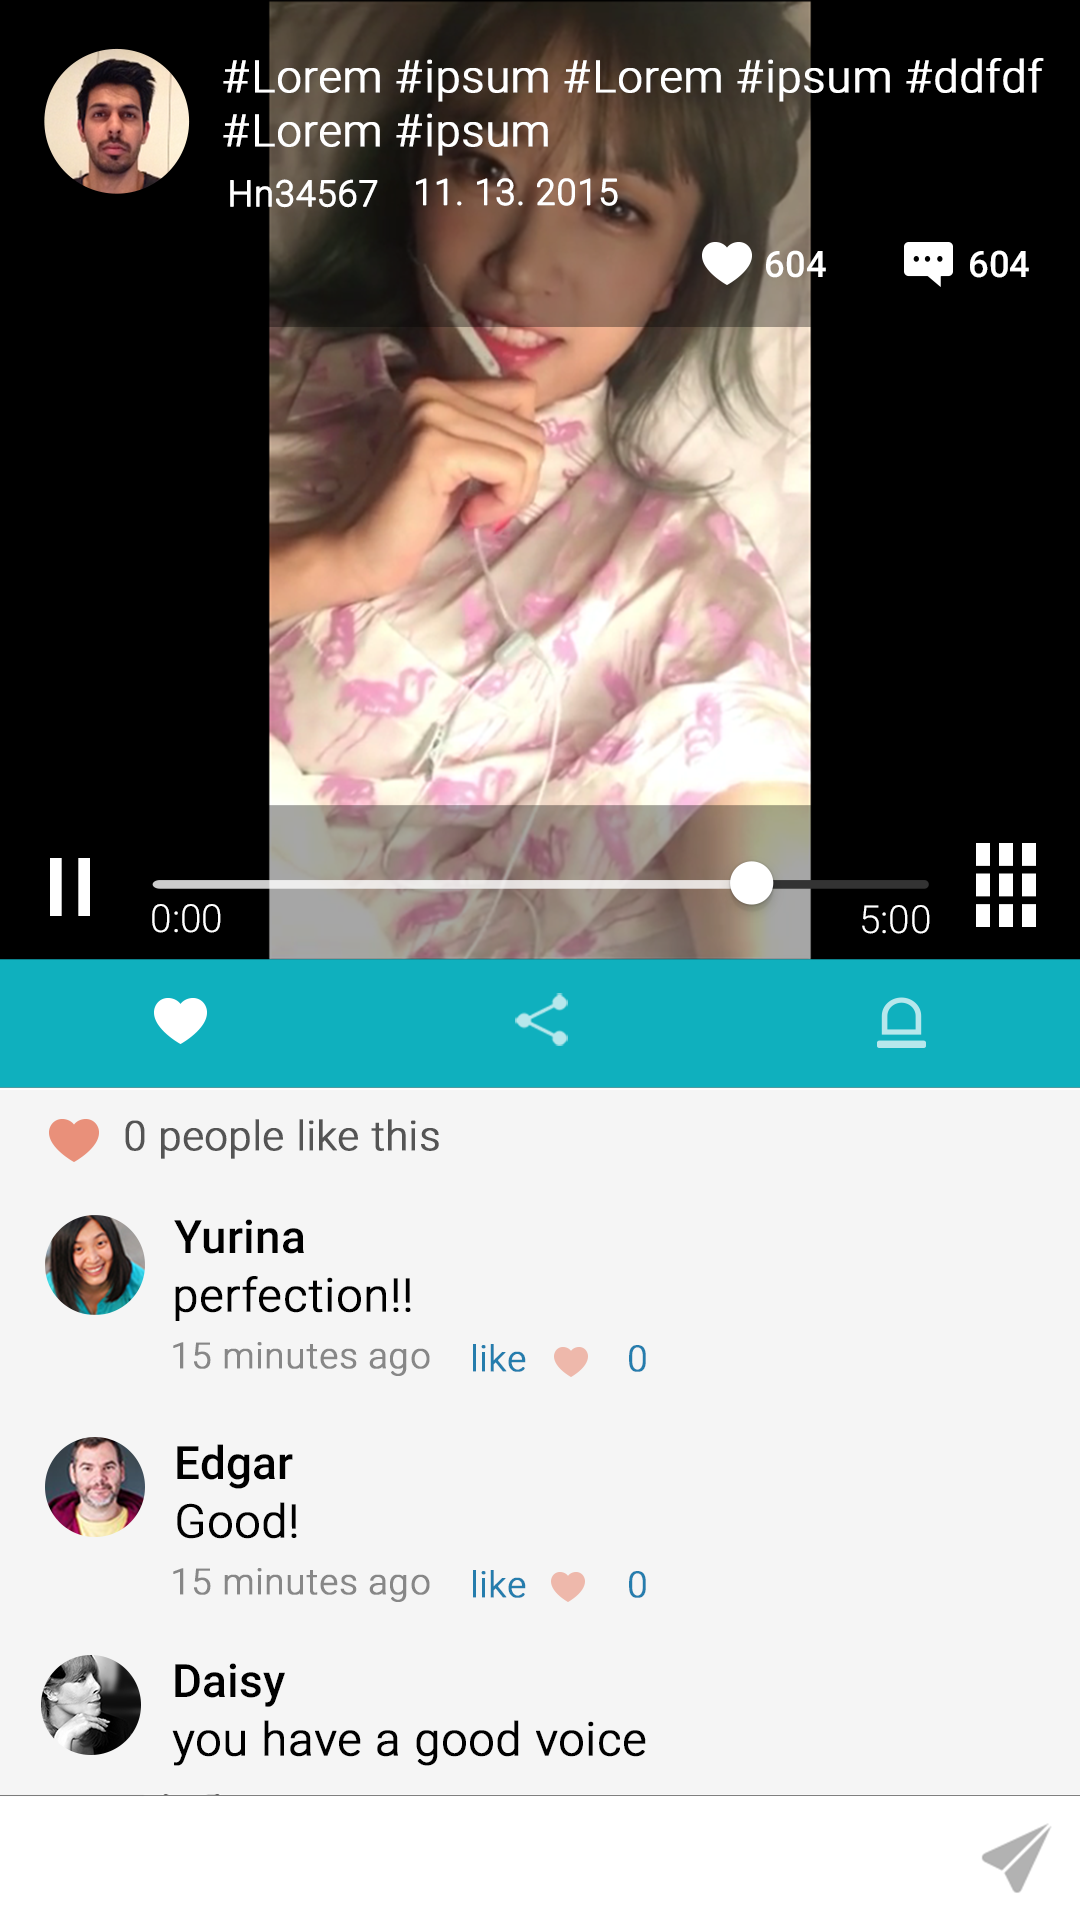 #Lorem #ipsum #Lorem #ipsum #ddfdf
#Lorem #ipsum
Hn34567 11. 13. 2015
604 604
0:00 5:00
0 people like this
Yurina
perfection!!
15 minutes ago like 0
Edgar
Good!
15 minutes ago like 0
Daisy
you have a good voice